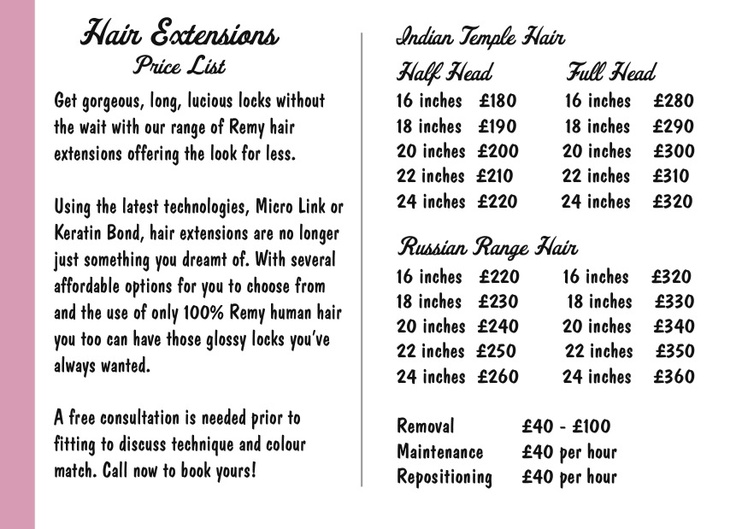 Hair Extensions
Price List
Get gorgeous, long, lucious locks without
the wait with our range of Remy hair
extensions offering the look for less.
Using the latest technologies, Micro Link or
Keratin Bond, hair extensions are no longer
just something you dreamt of. With several
affordable options for you to choose from
and the use of only 100% Remy human hair
you too can have those glossy locks you've
always wanted.
A free consultation is needed prior to
fitting to discuss technique and colour
match. Call now to book yours!
Indian Temple Hair
Half Head Full Head
16 inches £180 16 inches £280
18 inches £190 18 inches £290
20 inches £200 20 inches £300
22 inches £210 22 inches £310
24 inches £220 24 inches £320
Russian Range Hair
16 inches £220 16 inches £320
18 inches £230 18 inches £330
20 inches £240 20 inches £340
22 inches £250 22 inches £350
24 inches £260 24 inches £360
Removal £40 - £100
Maintenance £40 per hour
Repositioning £40 per hour